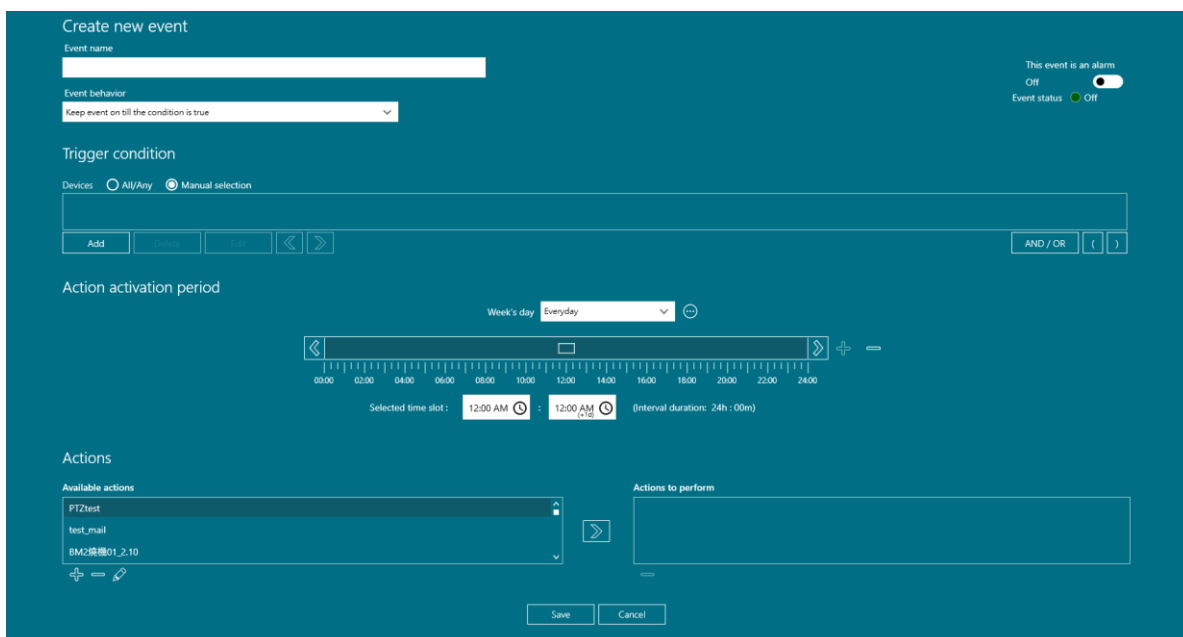 Create new event
Event name
This event is an alarm
Off
Event behavior
Event status Off
Keep event on till the condition is true
Trigger condition
Devices All/Any Manual selection
Add Delete Edit AND / OR ( )
Action activation period
Week's day Everyday
00:00 02:00 04:00 06:00 08:00 10:00 12:00 14:00 16:00 18:00 20:00 22:00 24:00
Selected time slot : 12:00 AM : 12:00 AM (+1d) (Interval duration: 24h : 00m)
Actions
Available actions Actions to perform
PTZtest
test_mail
BM2燒機01_2.10
Save Cancel